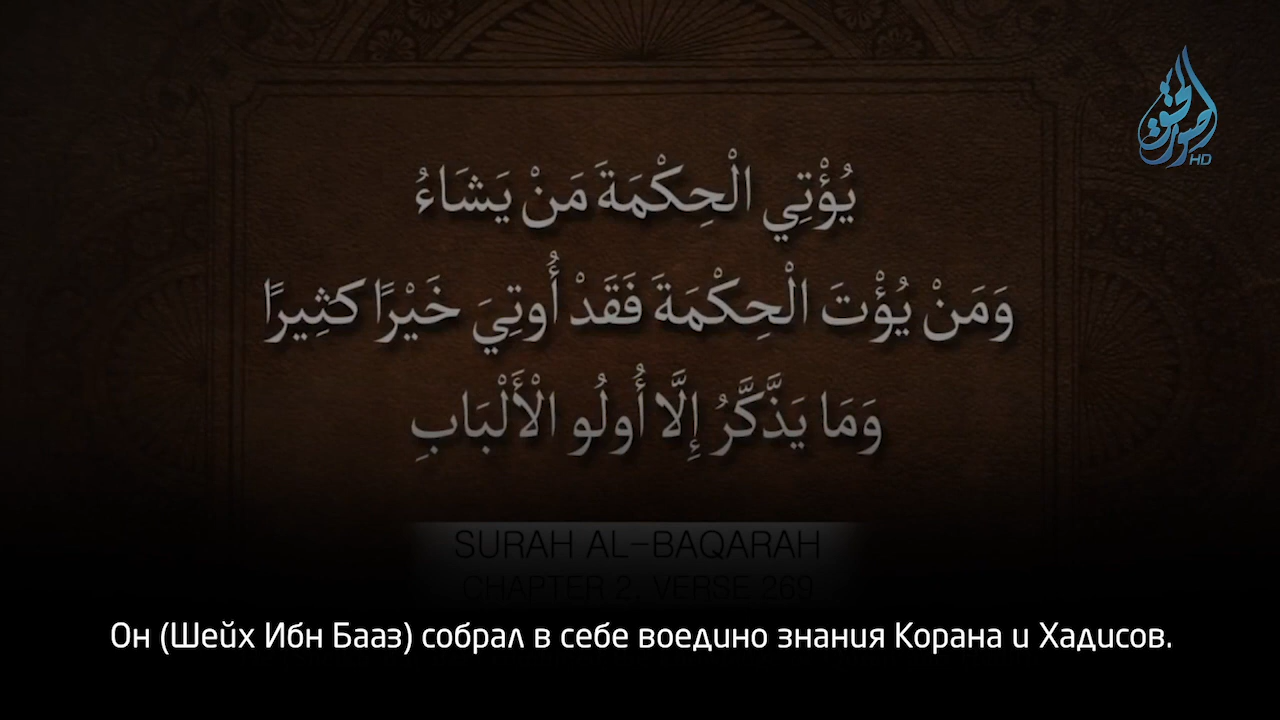 يُؤْتِي الْحِكْمَةَ مَنْ يَشَاءُ
وَمَنْ يُؤْتَ الْحِكْمَةَ فَقَدْ أُوتِيَ خَيْرًا كَثِيرًا
وَمَا يَذَّكَّرُ إِلَّا أُولُو الْأَلْبَابِ
SURAH AL-BAQARAH
CHAPTER 2, VERSE 269
Он (Шейх Ибн Бааз) собрал в себе воедино знания Корана и Хадисов.
HD